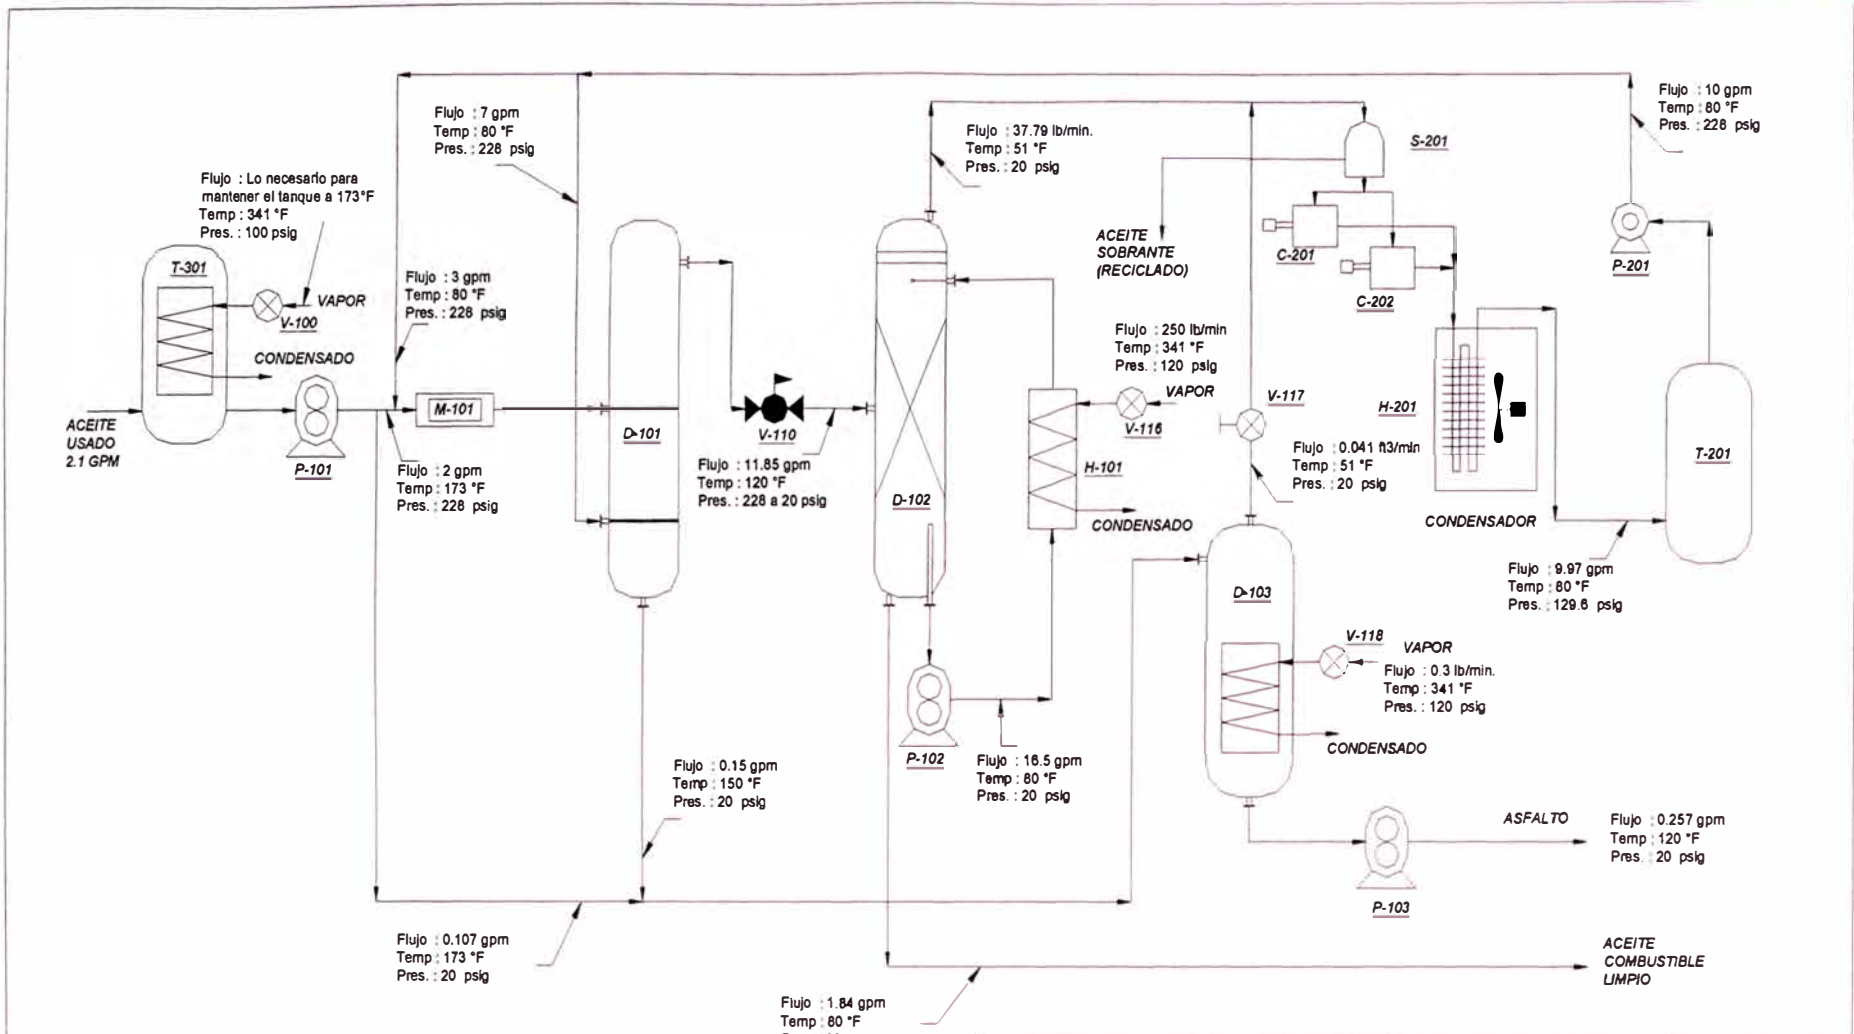 Flujo : 7 gpm
Temp : 80 °F
Pres. : 228 psig
Flujo : 37.79 lb/min.
Temp : 51 °F
Pres. : 20 psig
Flujo : 10 gpm
Temp : 80 °F
Pres. : 228 psig
S-201
Flujo : Lo necesario para
mantener el tanque a 173°F
Temp : 341 °F
Pres. : 100 psig
T-301
VAPOR
V-100
CONDENSADO
Flujo : 3 gpm
Temp : 80 °F
Pres. : 228 psig
ACEITE
SOBRANTE
(RECICLADO)
C-201
C-202
P-201
ACEITE
USADO
2.1 GPM
P-101
M-101
D-101
V-110
Flujo : 2 gpm
Temp : 173 °F
Pres. : 228 psig
Flujo : 11.85 gpm
Temp : 120 °F
Pres. : 228 a 20 psig
D-102
Flujo : 250 lb/min
Temp : 341 °F
Pres. : 120 psig
VAPOR
V-116
H-101
CONDENSADO
V-117
Flujo : 0.041 ft3/min
Temp : 51 °F
Pres. : 20 psig
H-201
CONDENSADOR
T-201
Flujo : 9.97 gpm
Temp : 80 °F
Pres. : 129.6 psig
D-103
V-118
VAPOR
Flujo : 0.3 lb/min.
Temp : 341 °F
Pres. : 120 psig
CONDENSADO
P-102
Flujo : 16.5 gpm
Temp : 80 °F
Pres. : 20 psig
Flujo : 0.15 gpm
Temp : 150 °F
Pres. : 20 psig
ASFALTO
Flujo : 0.257 gpm
Temp : 120 °F
Pres. : 20 psig
P-103
Flujo : 0.107 gpm
Temp : 173 °F
Pres. : 20 psig
ACEITE
COMBUSTIBLE
LIMPIO
Flujo : 1.84 gpm
Temp : 80 °F